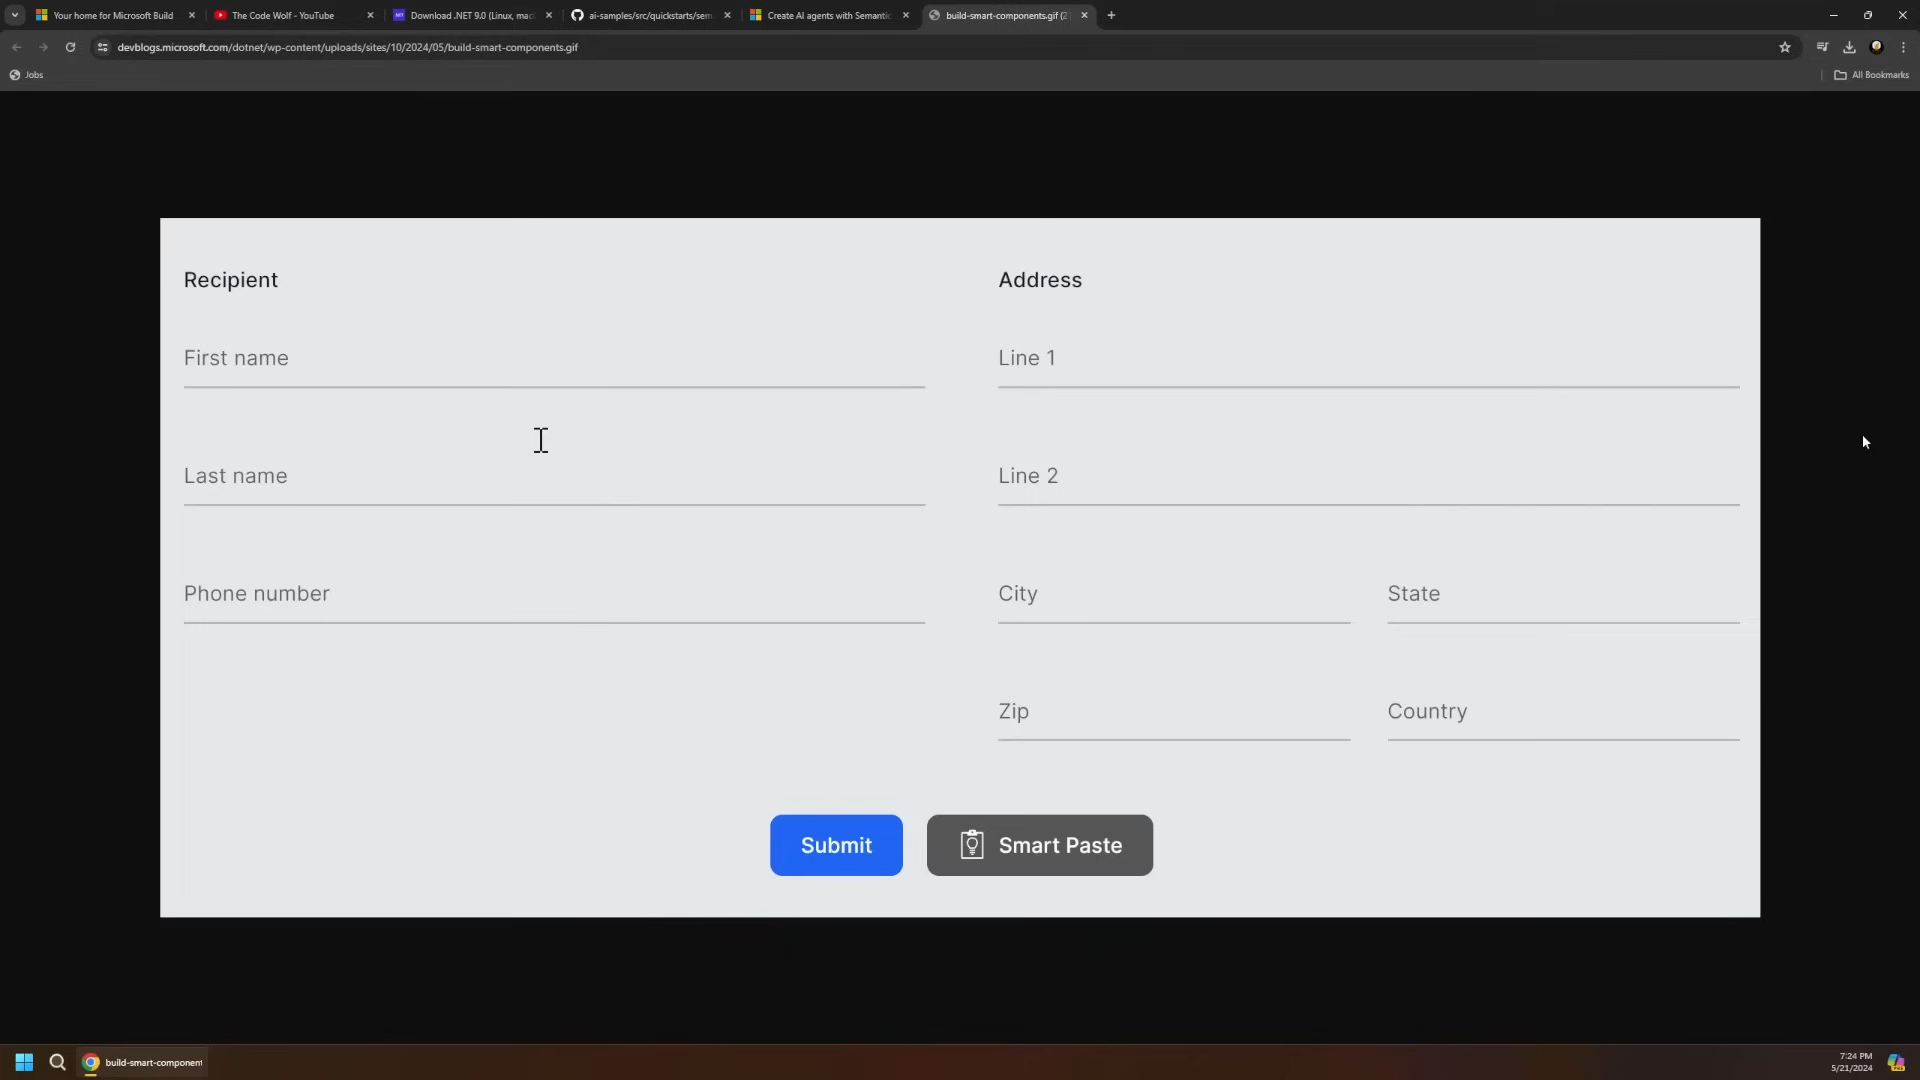 Your home for Microsoft Build
The Code Wolf - YouTube
Download .NET 9.0 (Linux, mac
ai-samples/src/quickstarts/sem
Create AI agents with Semantic
build-smart-components.gif (2
devblogs.microsoft.com/dotnet/wp-content/uploads/sites/10/2024/05/build-smart-components.gif
Jobs
All Bookmarks
Recipient
Address
First name
Line 1
Last name
Line 2
Phone number
City
State
Zip
Country
Submit
Smart Paste
build-smart-component
7:24 PM
5/21/2024